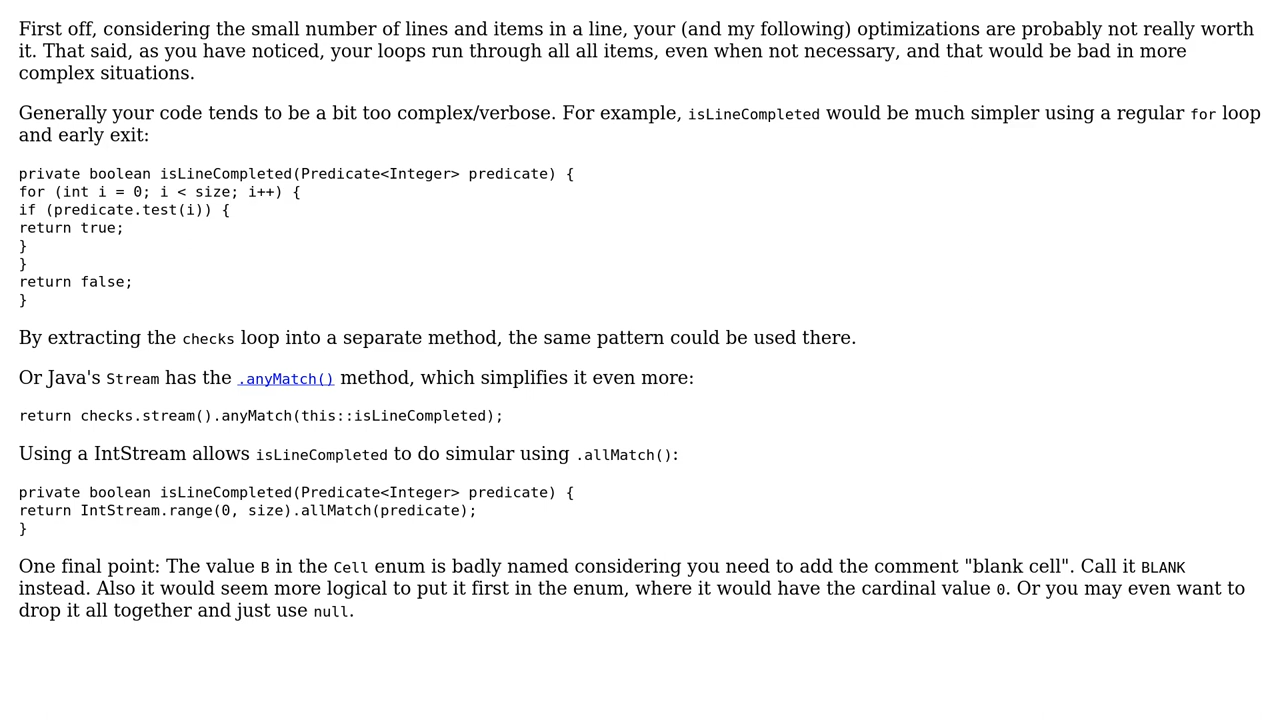 First off, considering the small number of lines and items in a line, your (and my following) optimizations are probably not really worth
it. That said, as you have noticed, your loops run through all all items, even when not necessary, and that would be bad in more
complex situations.
Generally your code tends to be a bit too complex/verbose. For example, isLineCompleted would be much simpler using a regular for loop
and early exit:
private boolean isLineCompleted(Predicate<Integer> predicate) {
for (int i = 0; i < size; i++) {
if (predicate.test(i)) {
return true;
}
}
return false;
}
By extracting the checks loop into a separate method, the same pattern could be used there.
Or Java's Stream has the .anyMatch() method, which simplifies it even more:
return checks.stream().anyMatch(this::isLineCompleted);
Using a IntStream allows isLineCompleted to do simular using .allMatch():
private boolean isLineCompleted(Predicate<Integer> predicate) {
return IntStream.range(0, size).allMatch(predicate);
}
One final point: The value B in the Cell enum is badly named considering you need to add the comment "blank cell". Call it BLANK
instead. Also it would seem more logical to put it first in the enum, where it would have the cardinal value 0. Or you may even want to
drop it all together and just use null.